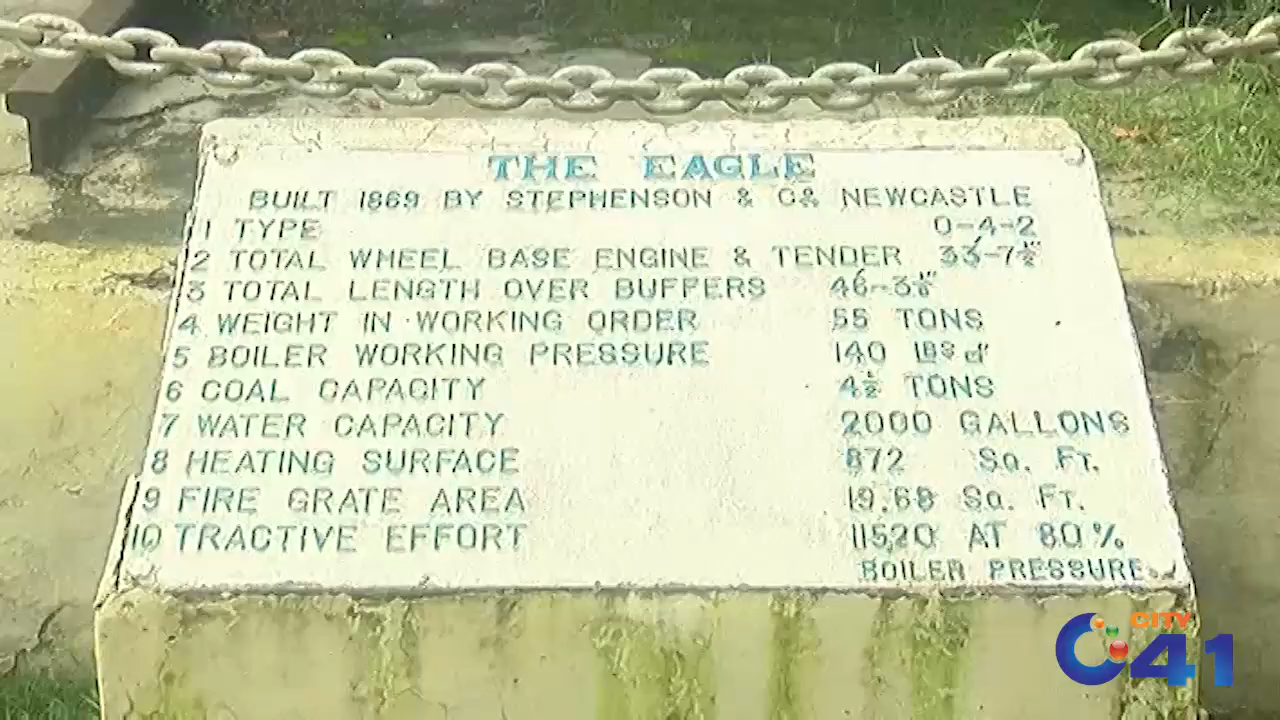 THE EAGLE
BUILT 1869 BY STEPHENSON & Co. NEWCASTLE
1 TYPE 0-4-2
2 TOTAL WHEEL BASE ENGINE & TENDER 33'-7½"
3 TOTAL LENGTH OVER BUFFERS 46'-3⅛"
4 WEIGHT IN WORKING ORDER 55 TONS
5 BOILER WORKING PRESSURE 140 LBS
6 COAL CAPACITY 4½ TONS
7 WATER CAPACITY 2000 GALLONS
8 HEATING SURFACE 872 SQ. FT.
9 FIRE GRATE AREA 19.68 SQ. FT.
10 TRACTIVE EFFORT 11520 AT 80%
BOILER PRESSURE
CITY
41